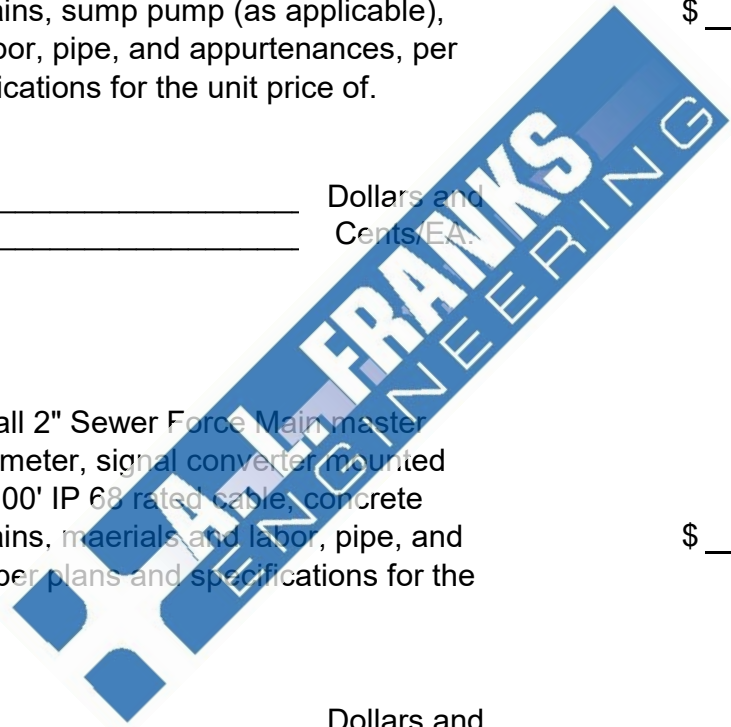 ains, sump pump (as applicable),
$
oor, pipe, and appurtenances, per
ications for the unit price of.
Dollars and
Cents/EA.
A.L. FRANKS
ENGINEERING
all 2" Sewer Force Main master
meter, signal converter mounted
00' IP 68 rated cable, concrete
ains, maerials and labor, pipe, and
$
per plans and specifications for the
Dollars and